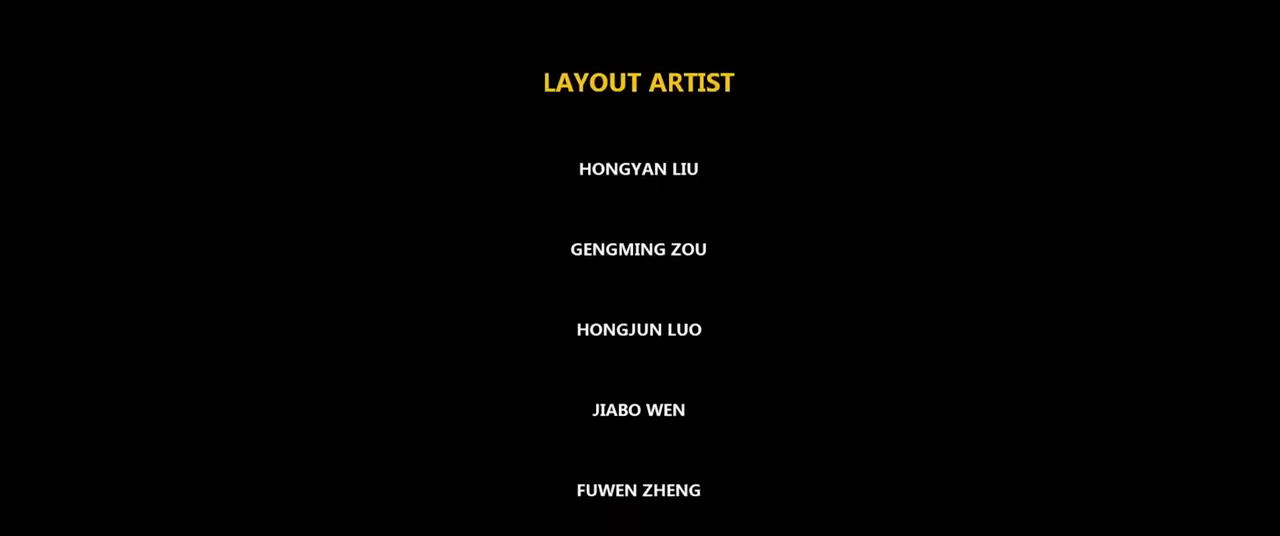 LAYOUT ARTIST
HONGYAN LIU
GENGMING ZOU
HONGJUN LUO
JIABO WEN
FUWEN ZHENG